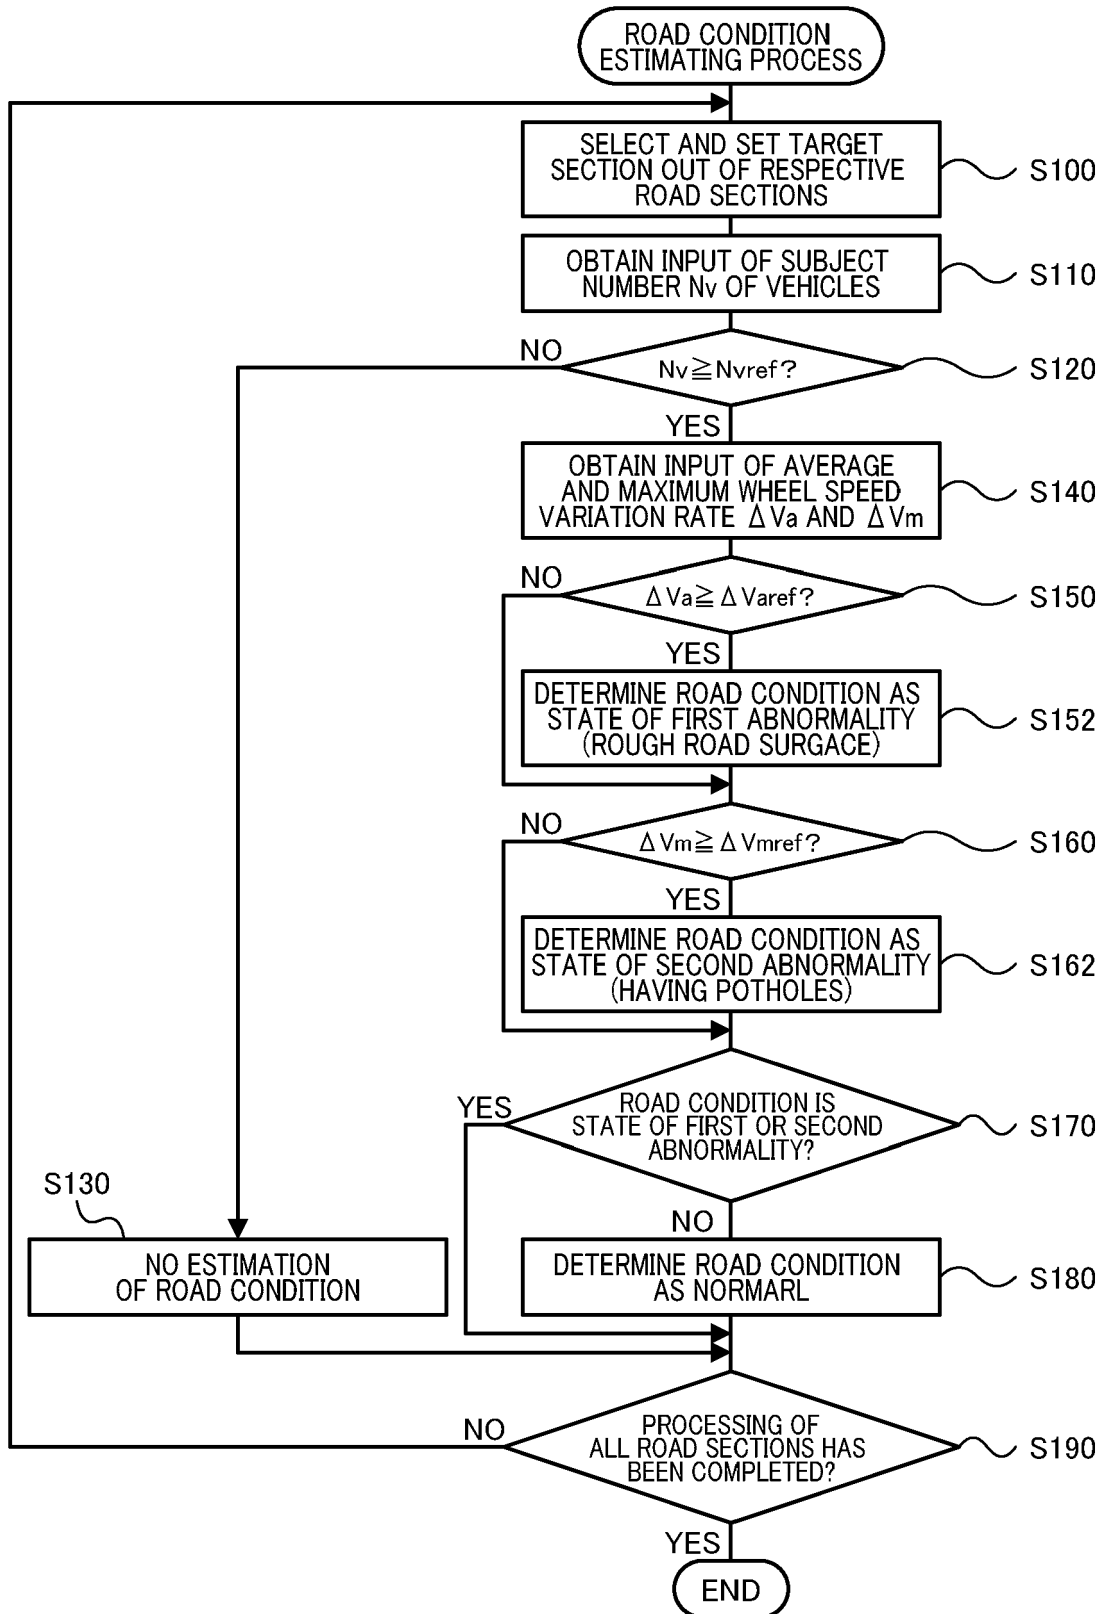 ROAD CONDITION
ESTIMATING PROCESS
SELECT AND SET TARGET
SECTION OUT OF RESPECTIVE
ROAD SECTIONS
S100
OBTAIN INPUT OF SUBJECT
NUMBER Nv OF VEHICLES
S110
NO
Nv≧Nvref?
S120
YES
OBTAIN INPUT OF AVERAGE
AND MAXIMUM WHEEL SPEED
VARIATION RATE ΔVa AND ΔVm
S140
NO
ΔVa≧ΔVaref?
S150
YES
DETERMINE ROAD CONDITION AS
STATE OF FIRST ABNORMALITY
(ROUGH ROAD SURGACE)
S152
NO
ΔVm≧ΔVmref?
S160
YES
DETERMINE ROAD CONDITION AS
STATE OF SECOND ABNORMALITY
(HAVING POTHOLES)
S162
YES
ROAD CONDITION IS
STATE OF FIRST OR SECOND
ABNORMALITY?
S170
S130
NO
NO ESTIMATION
OF ROAD CONDITION
DETERMINE ROAD CONDITION
AS NORMARL
S180
NO
PROCESSING OF
ALL ROAD SECTIONS HAS
BEEN COMPLETED?
S190
YES
END